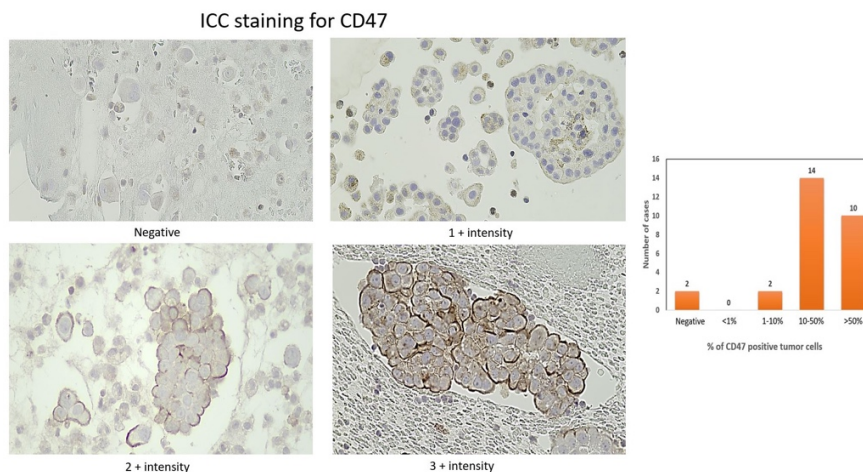 ICC staining for CD47
Negative
1 + intensity
2 + intensity
3 + intensity
Number of cases
16
14
12
10
8
6
4
2
0
2
0
2
14
10
Negative
<1%
1-10%
10-50%
>50%
% of CD47 positive tumor cells